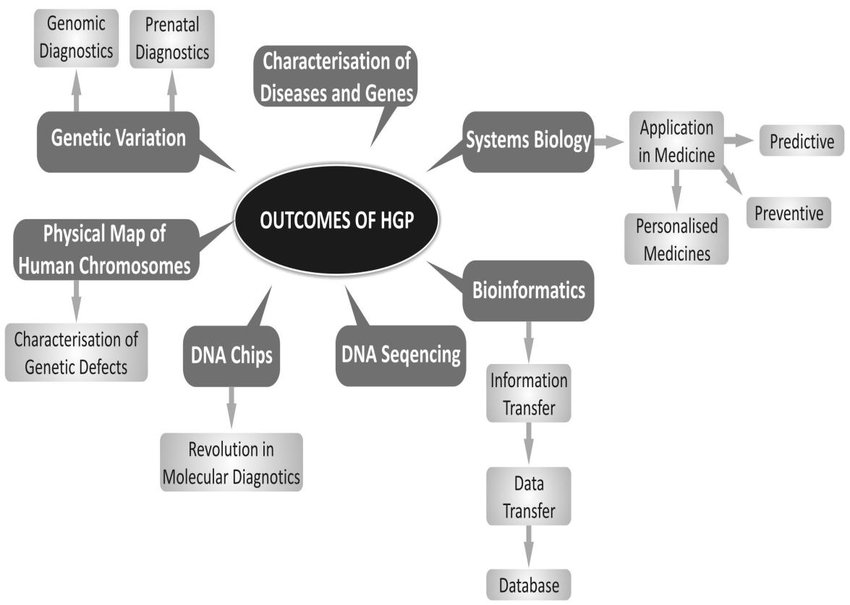 Genomic
Diagnostics
Prenatal
Diagnostics
Characterisation of
Diseases and Genes
Genetic Variation
Systems Biology
Application
in Medicine
Predictive
Preventive
Personalised
Medicines
OUTCOMES OF HGP
Physical Map of
Human Chromosomes
Bioinformatics
Characterisation of
Genetic Defects
DNA Chips
DNA Seqencing
Information
Transfer
Revolution in
Molecular Diagnotics
Data
Transfer
Database